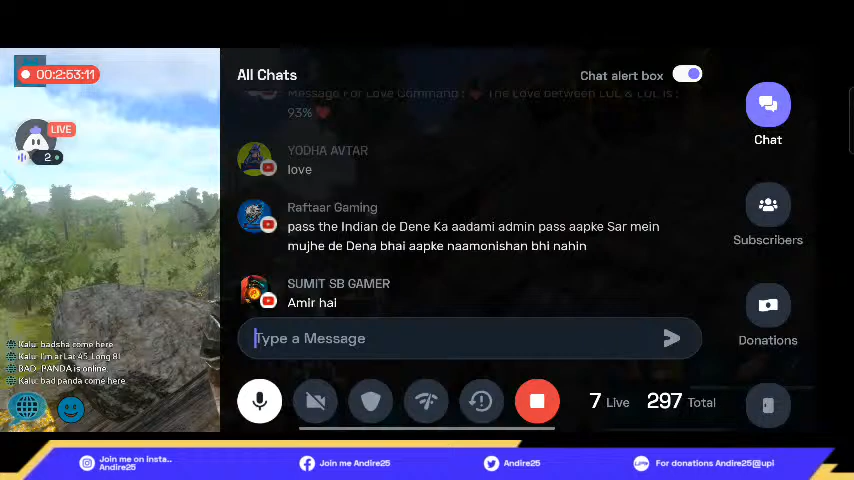 00:2:53:11
LIVE
2
Kalu: badsha come here
Kalu: I'm at Lat 45, Long 81
BAD_PANDA is online
Kalu: bad panda come here
All Chats
Chat alert box
Message For Love Command : ❤️ The Love between LUL & LUL is :
93% ❤️
YODHA AVTAR
love
Raftaar Gaming
pass the Indian de Dene Ka aadami admin pass aapke Sar mein
mujhe de Dena bhai aapke naamonishan bhi nahin
SUMIT SB GAMER
Amir hai
Type a Message
7 Live 297 Total
Chat
Subscribers
Donations
Join me on insta..
Andire25
Join me Andire25
Andire25
UPI
For donations Andire25@upi